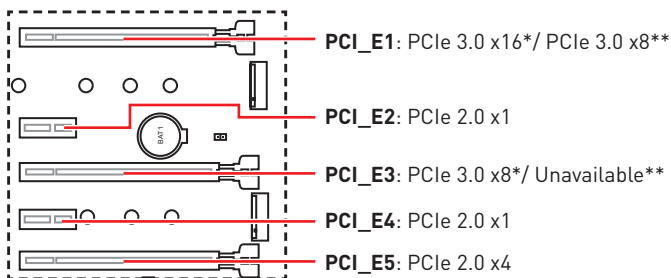 PCI_E1: PCIe 3.0 x16*/ PCIe 3.0 x8**
PCI_E2: PCIe 2.0 x1
BAT1
PCI_E3: PCIe 3.0 x8*/ Unavailable**
PCI_E4: PCIe 2.0 x1
PCI_E5: PCIe 2.0 x4